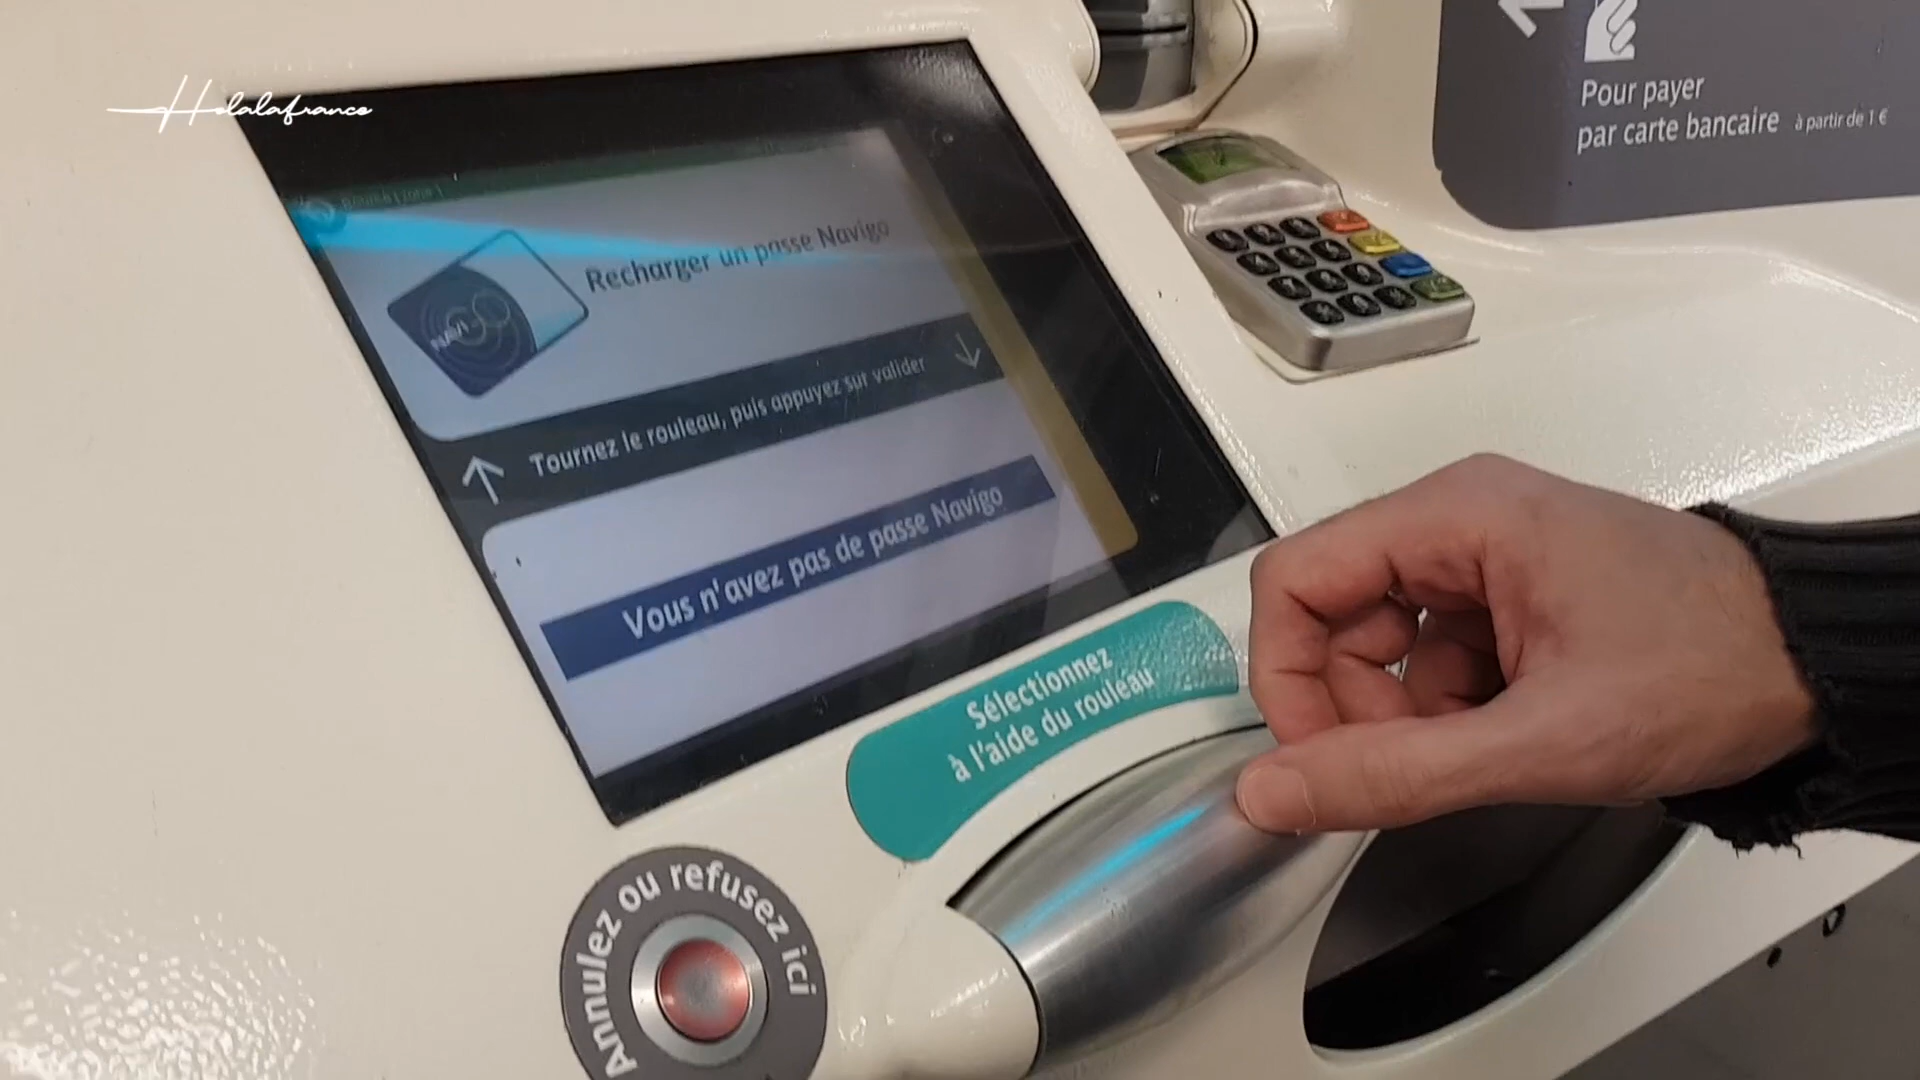 Holalafrance
Pour payer
par carte bancaire à partir de 1 €
Recharger un passe Navigo
NAVI
Tournez le rouleau, puis appuyez sur valider
Vous n'avez pas de passe Navigo
Sélectionnez
à l'aide du rouleau
Annulez ou refusez ici